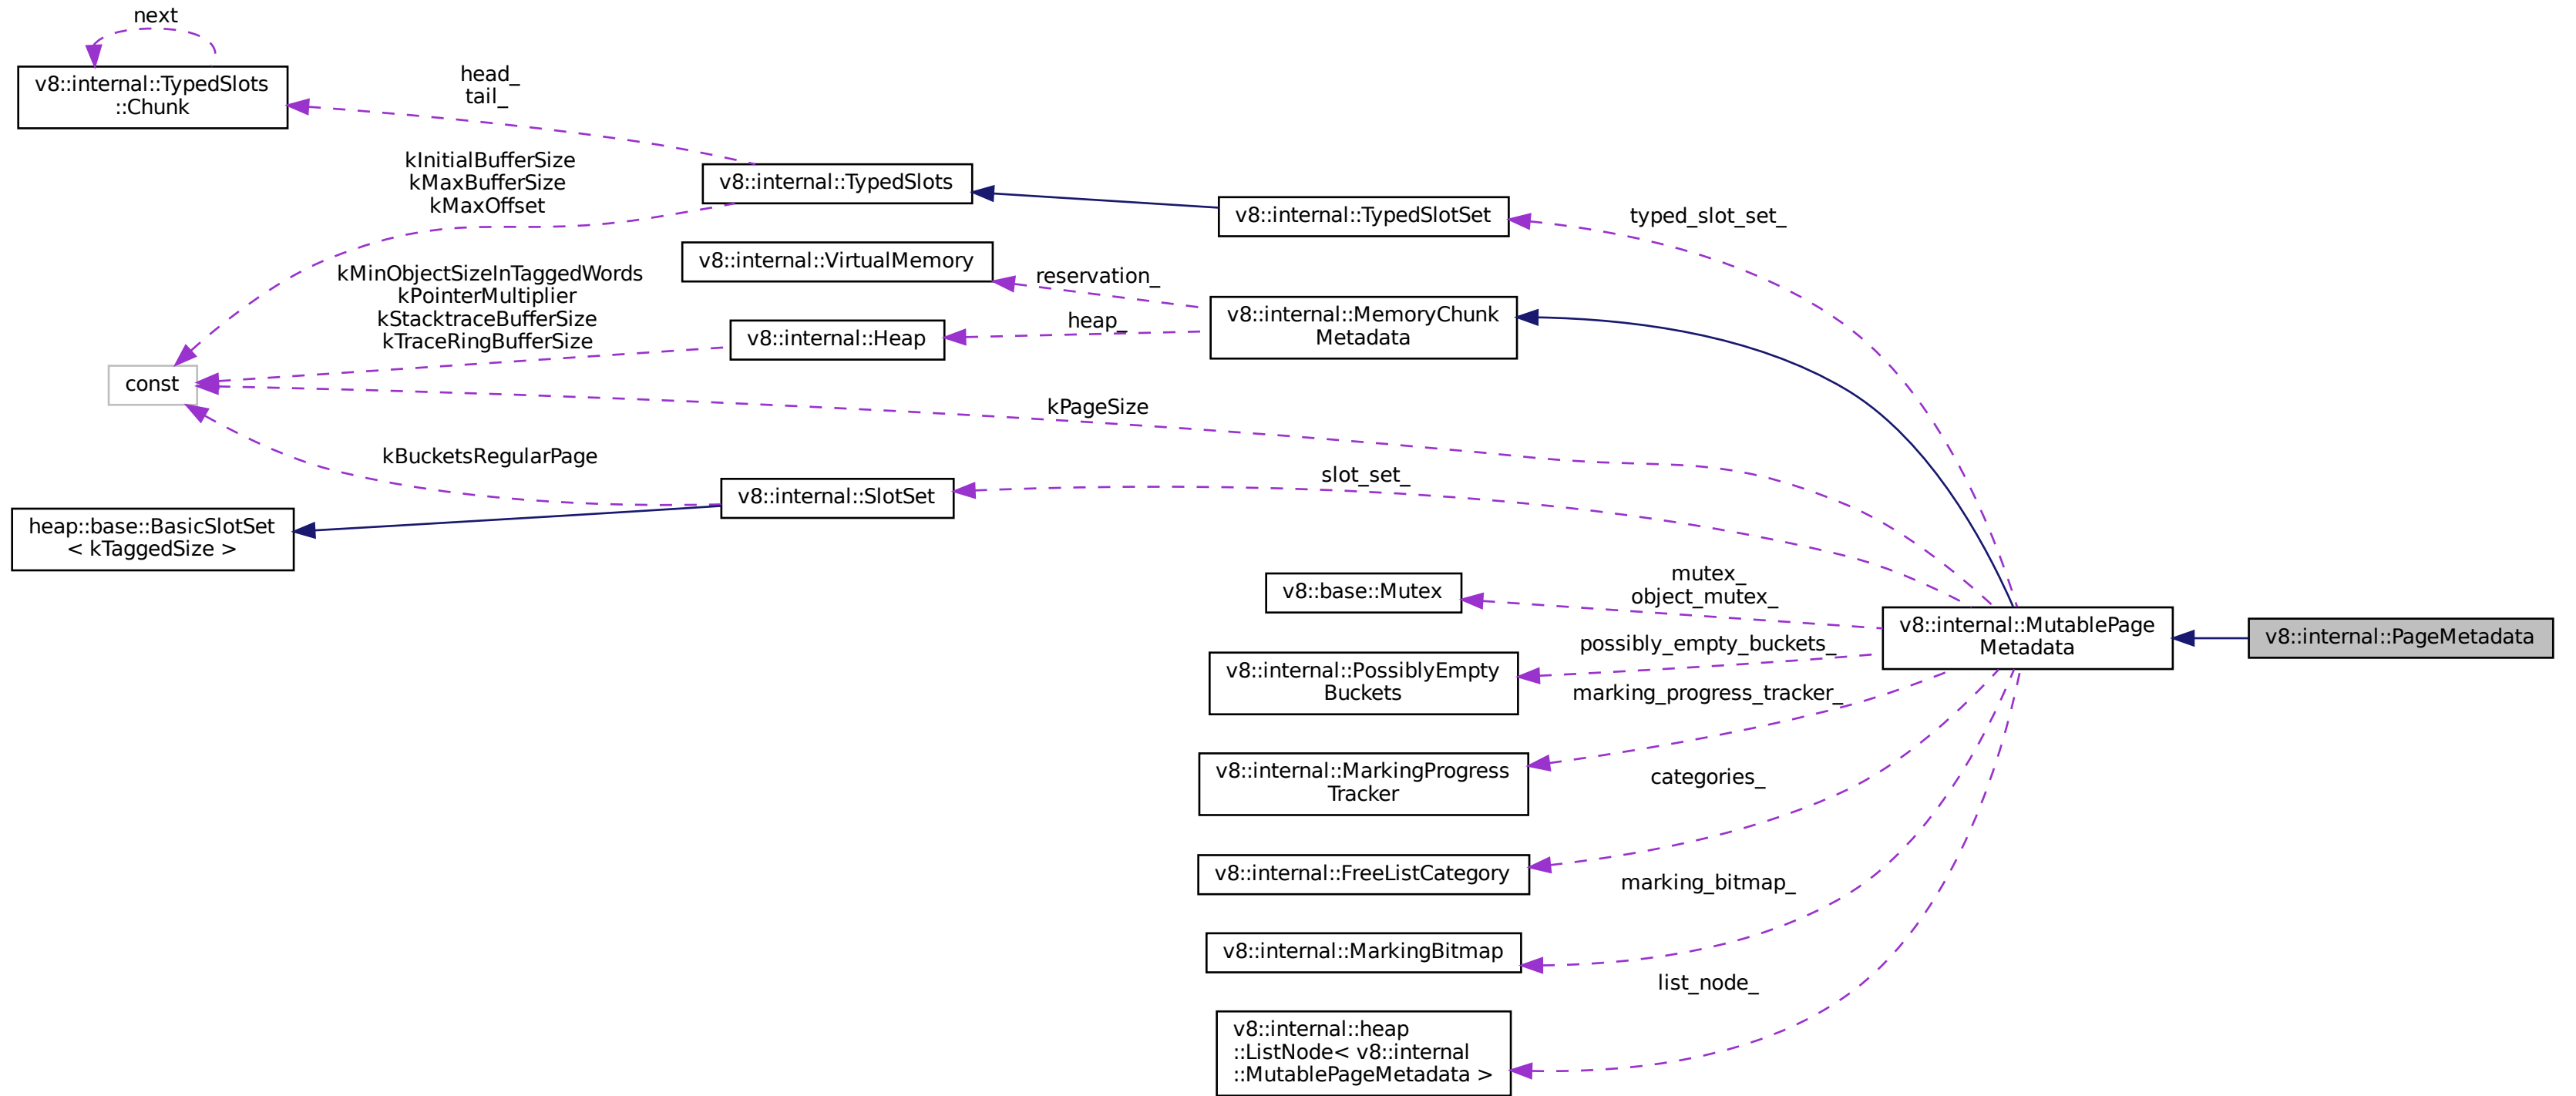 next
v8::internal::TypedSlots
::Chunk
head_
tail_
kInitialBufferSize
kMaxBufferSize
kMaxOffset
v8::internal::TypedSlots
v8::internal::TypedSlotSet
typed_slot_set_
v8::internal::VirtualMemory
reservation_
kMinObjectSizeInTaggedWords
kPointerMultiplier
kStacktraceBufferSize
kTraceRingBufferSize
v8::internal::Heap
heap_
v8::internal::MemoryChunk
Metadata
const
kPageSize
kBucketsRegularPage
slot_set_
v8::internal::SlotSet
heap::base::BasicSlotSet
< kTaggedSize >
v8::base::Mutex
mutex_
object_mutex_
v8::internal::MutablePage
Metadata
v8::internal::PageMetadata
possibly_empty_buckets_
v8::internal::PossiblyEmpty
Buckets
marking_progress_tracker_
v8::internal::MarkingProgress
Tracker
categories_
v8::internal::FreeListCategory
marking_bitmap_
v8::internal::MarkingBitmap
list_node_
v8::internal::heap
::ListNode< v8::internal
::MutablePageMetadata >